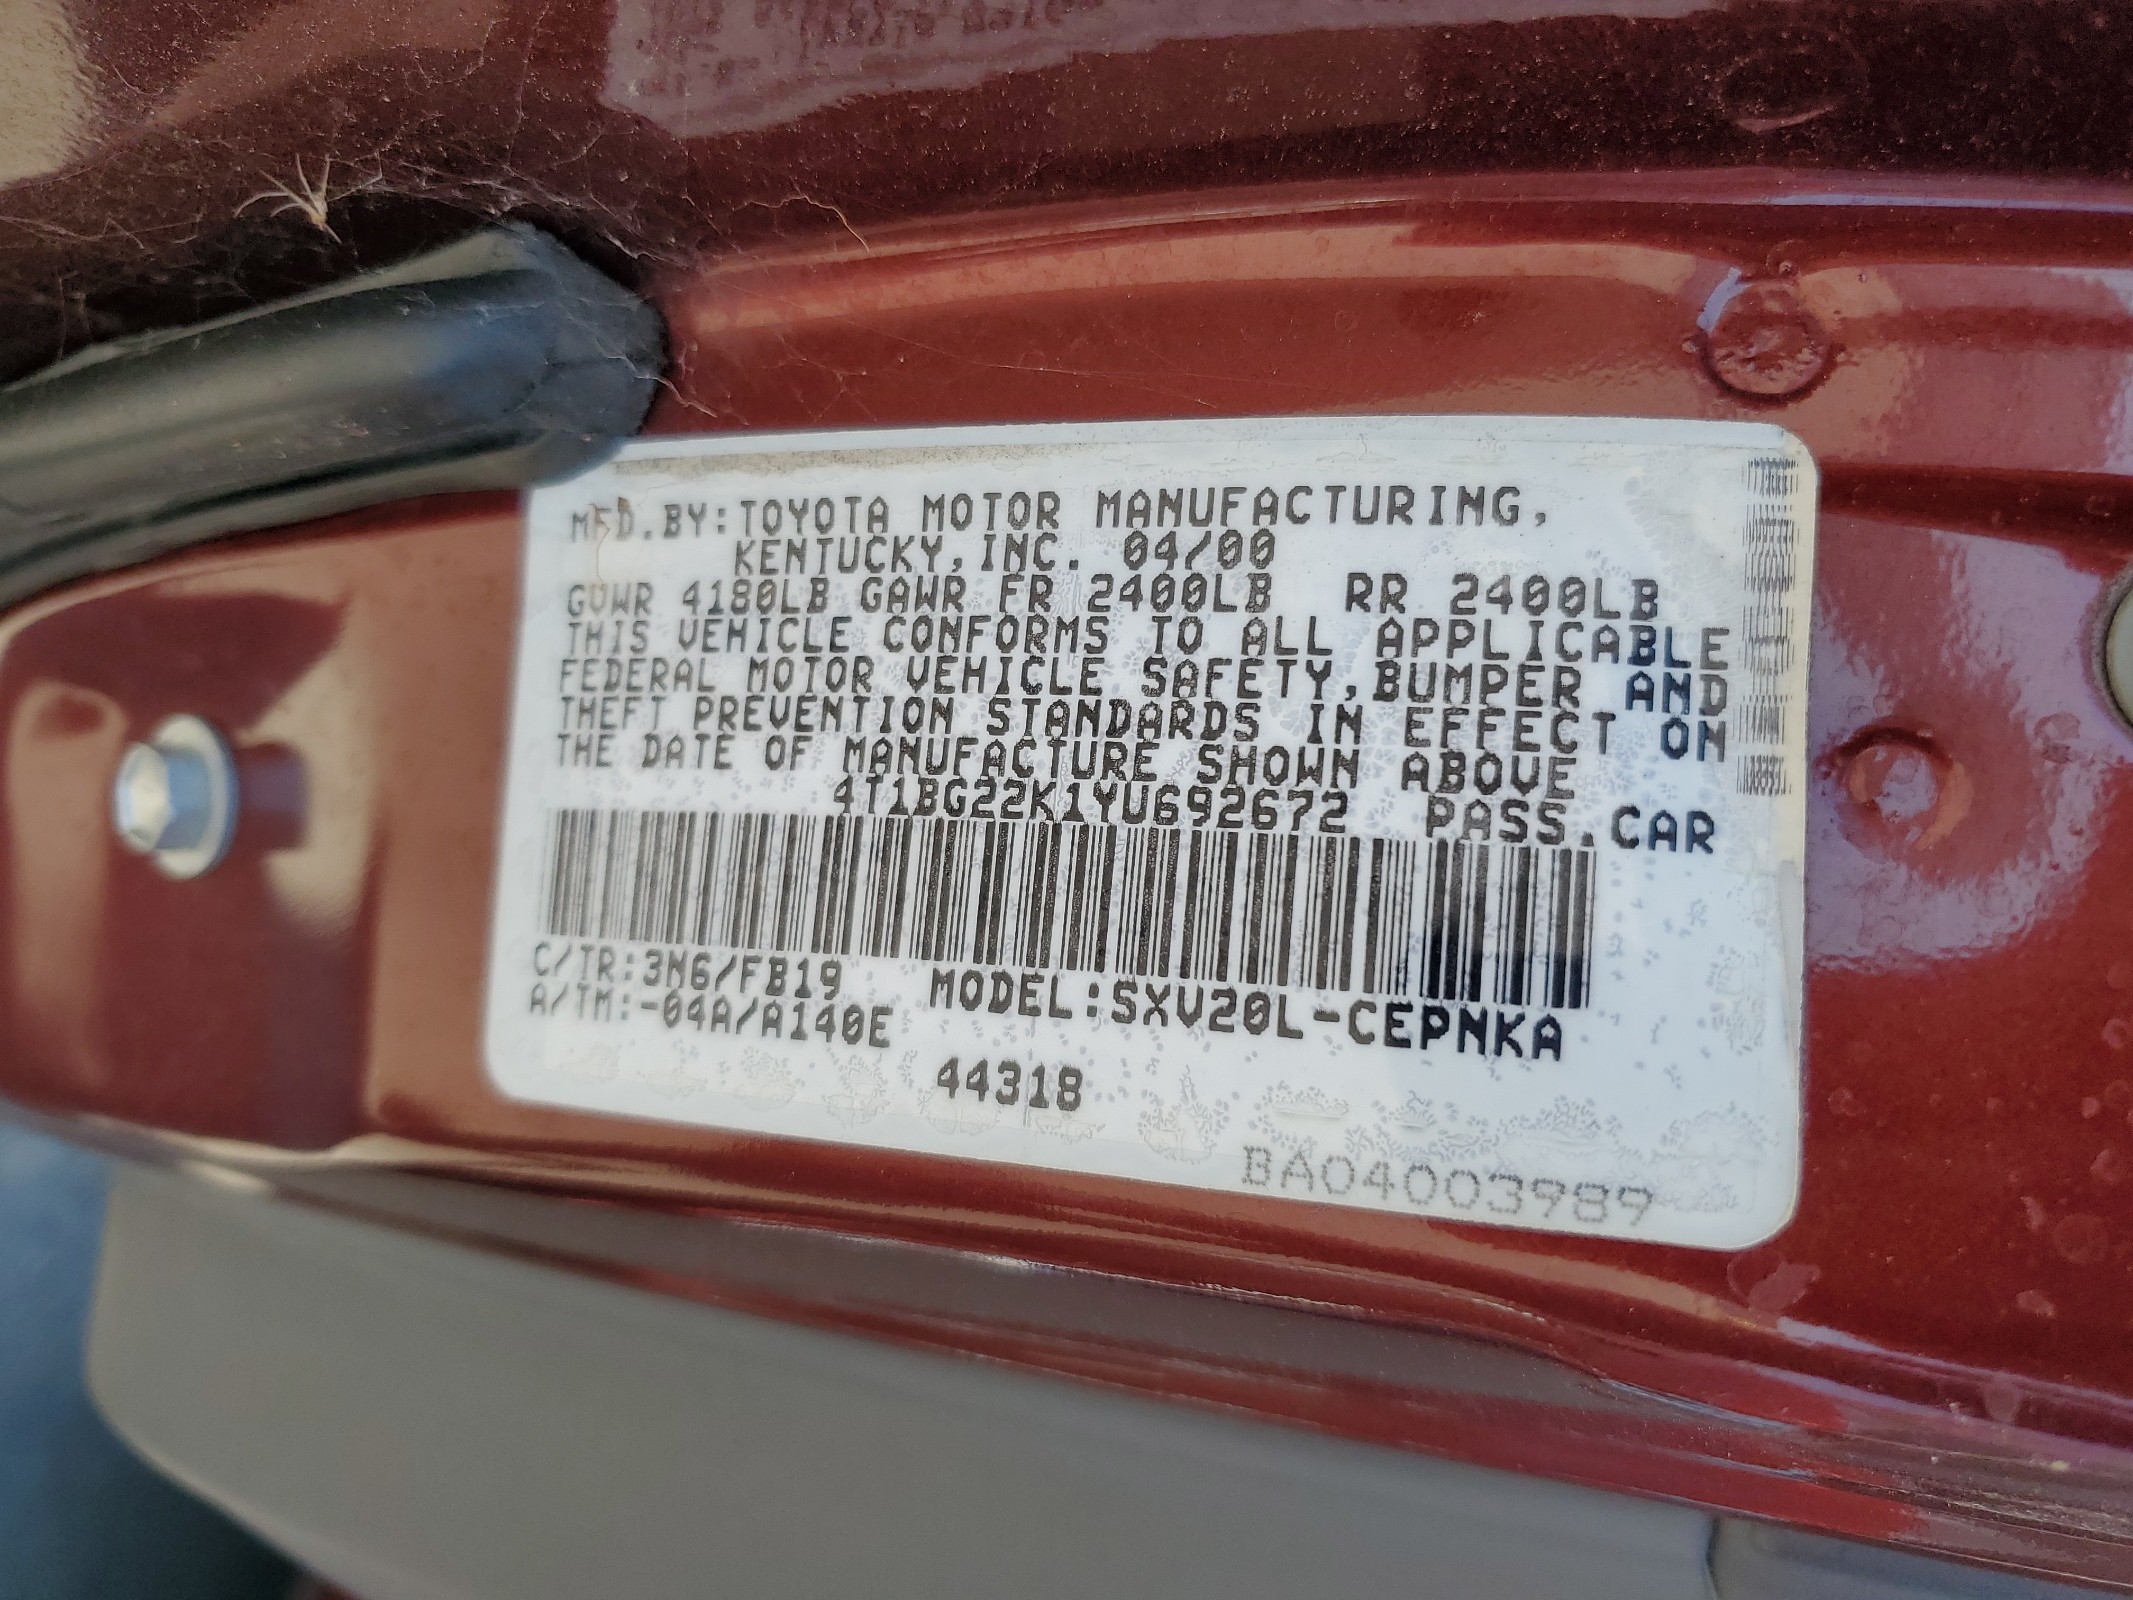 MFD.BY:TOYOTA MOTOR MANUFACTURING,
KENTUCKY,INC. 04/00
GVWR 4180LB GAWR FR 2400LB RR 2400LB
THIS VEHICLE CONFORMS TO ALL APPLICABLE
FEDERAL MOTOR VEHICLE SAFETY,BUMPER AND
THEFT PREVENTION STANDARDS IN EFFECT ON
THE DATE OF MANUFACTURE SHOWN ABOVE
4T1BG22K1YU692672 PASS.CAR
C/TR:3N6/FB19 MODEL:SXV20L-CEPNKA
A/TM:-04A/A140E
44318
BA04003989